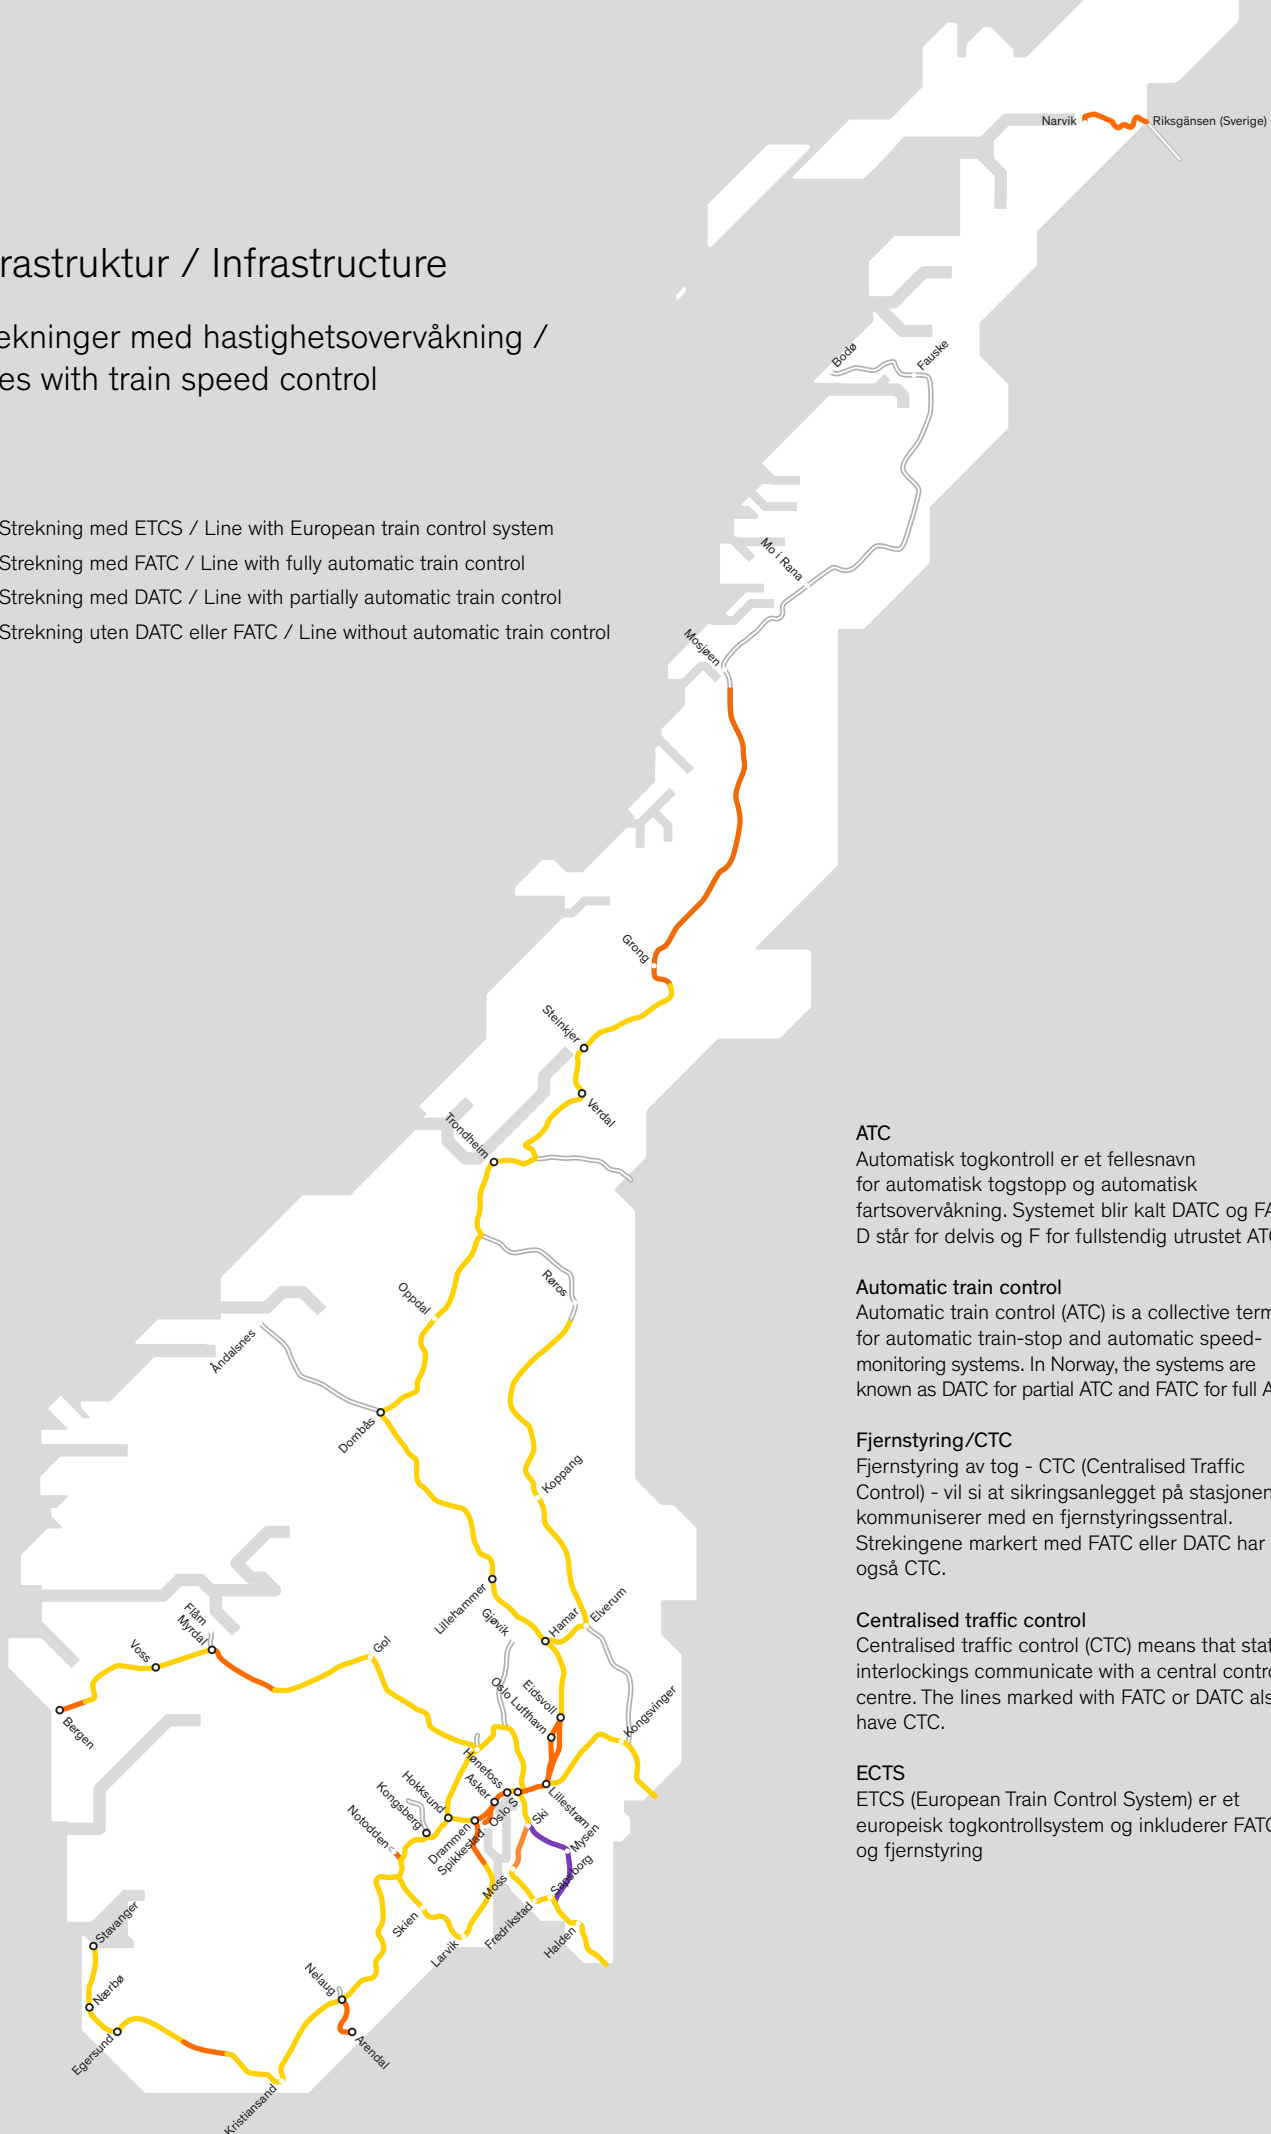 Narvik
Riksgänsen (Sverige)
rastruktur / Infrastructure
ekninger med hastighetsovervåkning /
es with train speed control
Bodø
Fauske
Strekning med ETCS / Line with European train control system
Strekning med FATC / Line with fully automatic train control
Strekning med DATC / Line with partially automatic train control
Strekning uten DATC eller FATC / Line without automatic train control
Mo i Rana
Mosjøen
Grong
Steinkjer
Verdal
Trondheim
Røros
Oppdal
Åndalsnes
Dombås
Koppang
Lillehammer
Gjøvik
Hamar
Elverum
Flåm
Myrdal
Voss
Gol
Bergen
Eidsvoll
Oslo Lufthavn
Kongsvinger
Hønefoss
Asker
Oslo S
Lillestrøm
Hokksund
Kongsberg
Notodden
Drammen
Spikkestad
Ski
Mysen
Moss
Sapsborg
Fredrikstad
Halden
Skien
Larvik
Stavanger
Nærbø
Egersund
Nelaug
Arendal
Kristiansand
ATC
Automatisk togkontroll er et fellesnavn
for automatisk togstopp og automatisk
fartsovervåkning. Systemet blir kalt DATC og FA
D står for delvis og F for fullstendig utrustet AT
Automatic train control
Automatic train control (ATC) is a collective term
for automatic train-stop and automatic speed-
monitoring systems. In Norway, the systems are
known as DATC for partial ATC and FATC for full A
Fjernstyring/CTC
Fjernstyring av tog - CTC (Centralised Traffic
Control) - vil si at sikringsanlegget på stasjonen
kommuniserer med en fjernstyringssentral.
Strekingene markert med FATC eller DATC har
også CTC.
Centralised traffic control
Centralised traffic control (CTC) means that stat
interlockings communicate with a central contro
centre. The lines marked with FATC or DATC als
have CTC.
ECTS
ETCS (European Train Control System) er et
europeisk togkontrollsystem og inkluderer FATC
og fjernstyring